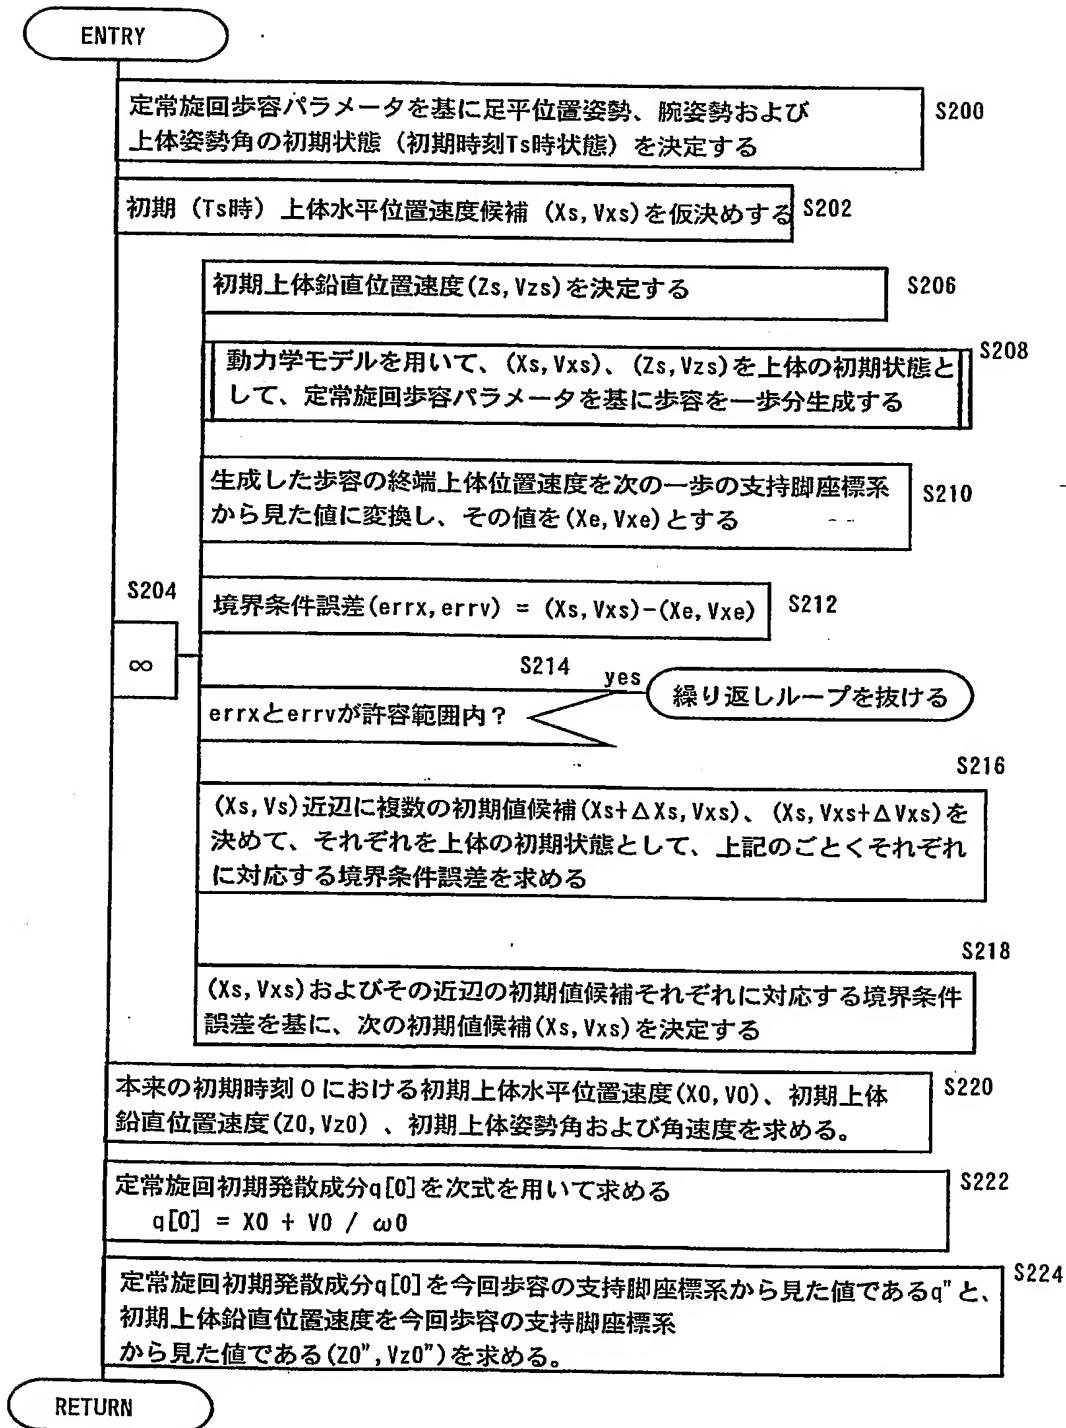 ENTRY
定常旋回歩容パラメータを基に足平位置姿勢、腕姿勢および
上体姿勢角の初期状態（初期時刻Ts時状態）を決定する
S200
初期（Ts時）上体水平位置速度候補（Xs,Vxs)を仮決めする
S202
初期上体鉛直位置速度(Zs,Vzs)を決定する
S206
動力学モデルを用いて、(Xs,Vxs)、(Zs,Vzs)を上体の初期状態と
して、定常旋回歩容パラメータを基に歩容を一歩分生成する
S208
生成した歩容の終端上体位置速度を次の一歩の支持脚座標系
から見た値に変換し、その値を(Xe,Vxe)とする
S210
S204
∞
境界条件誤差(errx,errv) = (Xs,Vxs)-(Xe,Vxe)
S212
S214
yes
繰り返しループを抜ける
errxとerrvが許容範囲内？
S216
(Xs,Vs)近辺に複数の初期値候補(Xs+ΔXs,Vxs)、(Xs,Vxs+ΔVxs)を
決めて、それぞれを上体の初期状態として、上記のごとくそれぞれ
に対応する境界条件誤差を求める
S218
(Xs,Vxs)およびその近辺の初期値候補それぞれに対応する境界条件
誤差を基に、次の初期値候補(Xs,Vxs)を決定する
本来の初期時刻０における初期上体水平位置速度(X0,V0)、初期上体
鉛直位置速度(Z0,Vz0) 、初期上体姿勢角および角速度を求める。
S220
定常旋回初期発散成分q[0]を次式を用いて求める
q[0] = X0 + V0 / ω0
S222
定常旋回初期発散成分q[0]を今回歩容の支持脚座標系から見た値であるq"と、
初期上体鉛直位置速度を今回歩容の支持脚座標系
から見た値である(Z0",Vz0")を求める。
S224
RETURN